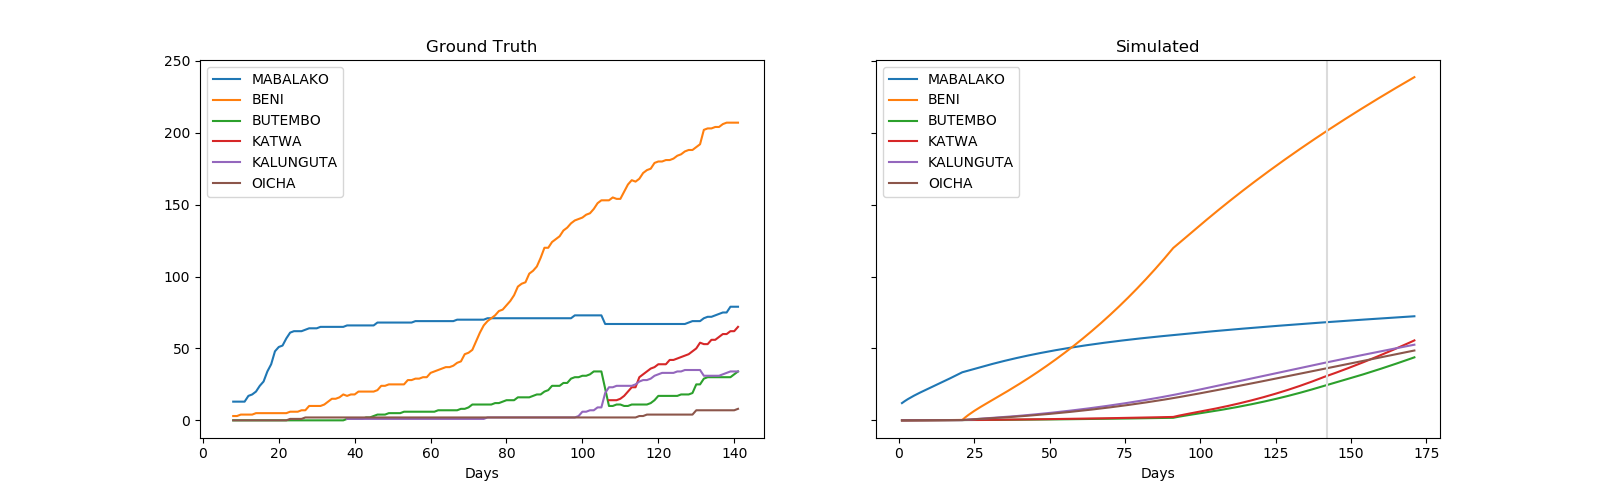 Ground Truth
250
200
150
100
50
0
MABALAKO
BENI
BUTEMBO
KATWA
KALUNGUTA
OICHA
0 20 40 60 80 100 120 140
Days
Simulated
MABALAKO
BENI
BUTEMBO
KATWA
KALUNGUTA
OICHA
0 25 50 75 100 125 150 175
Days